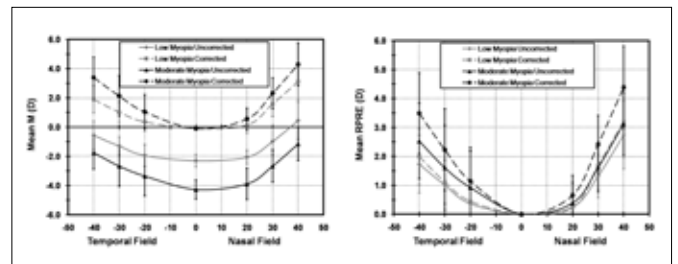 6.0
4.0
2.0
0.0
-2.0
-4.0
-6.0
Mean M (D)
Low Myopia Uncorrected
Low Myopia Corrected
Moderate Myopia Uncorrected
Moderate Myopia Corrected
-50 -40 -30 -20 -10 0 10 20 30 40 50
Temporal Field Nasal Field
6.0
5.0
4.0
3.0
2.0
1.0
0.0
Mean RPRE (D)
Low Myopia Uncorrected
Low Myopia Corrected
Moderate Myopia Uncorrected
Moderate Myopia Corrected
-50 -40 -30 -20 -10 0 10 20 30 40 50
Temporal Field Nasal Field